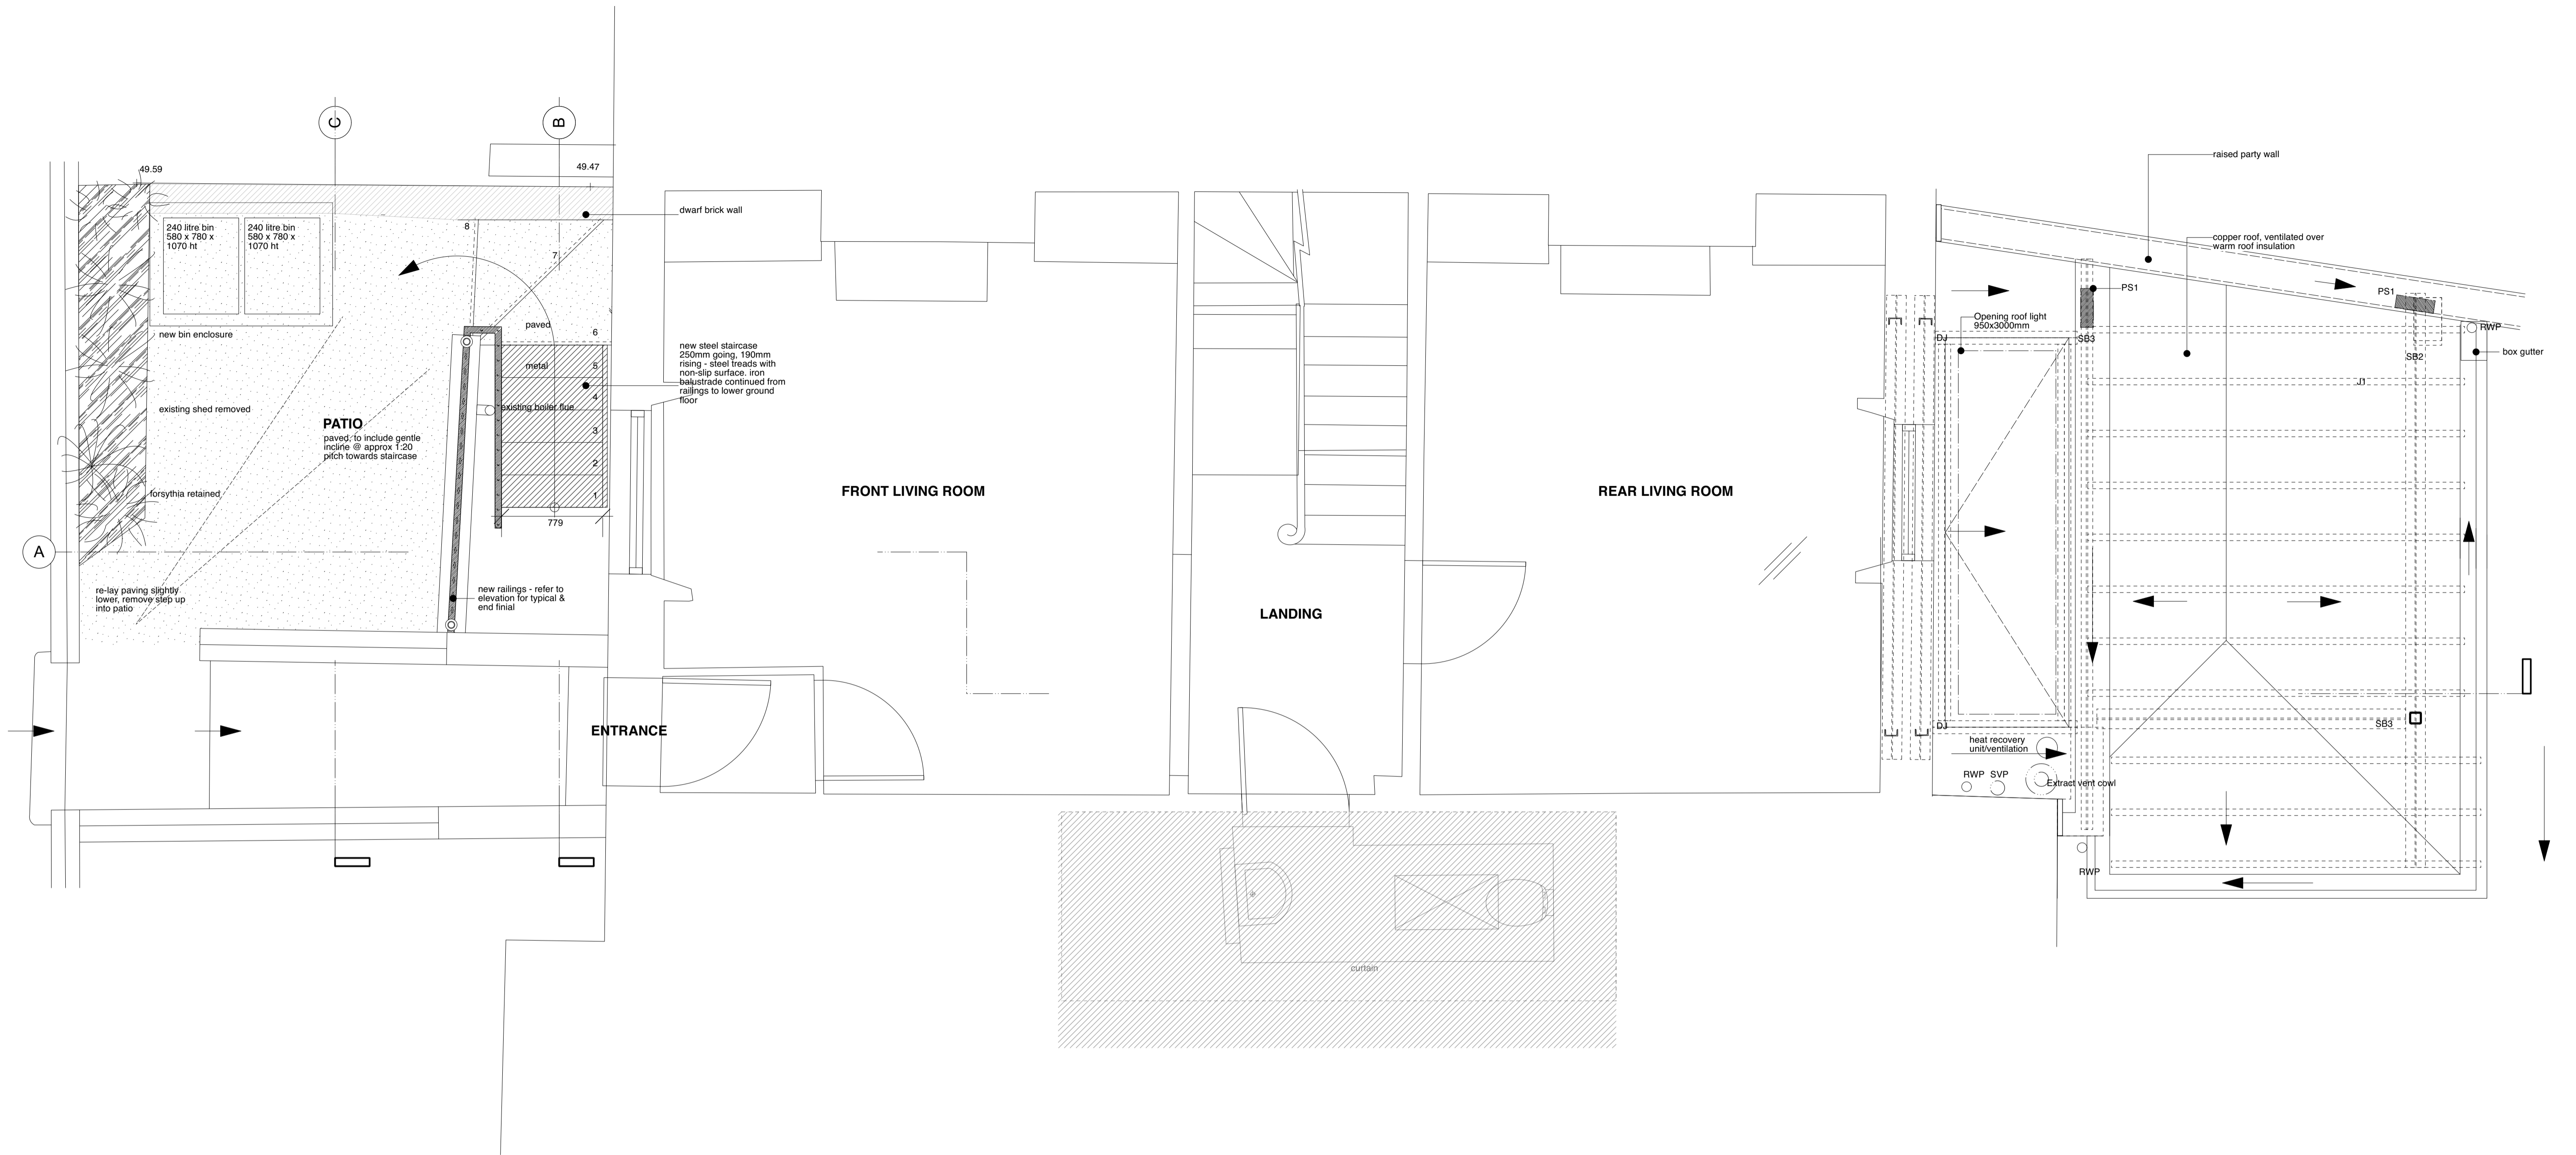 C
B
49.59
49.47
raised party wall
dwarf brick wall
240 litre bin
580 x 780 x
1070 ht
240 litre bin
580 x 780 x
1070 ht
8
7
copper roof, ventilated over
warm roof insulation
PS1
PS1
Opening roof light
950x3000mm
RWP
DJ
SB3
box gutter
SB2
J1
paved
6
new bin enclosure
new steel staircase
250mm going, 190mm
rising - steel treads with
non-slip surface. iron
balustrade continued from
railings to lower ground
floor
metal
5
4
existing boiler flue
existing shed removed
3
2
1
PATIO
paved, to include gentle
incline @ approx 1:20
pitch towards staircase
forsythia retained
779
FRONT LIVING ROOM
REAR LIVING ROOM
A
re-lay paving slightly
lower, remove step up
into patio
new railings - refer to
elevation for typical &
end finial
LANDING
ENTRANCE
DJ
SB3
heat recovery
unit/ventilation
RWP
SVP
Extract vent cowl
RWP
curtain